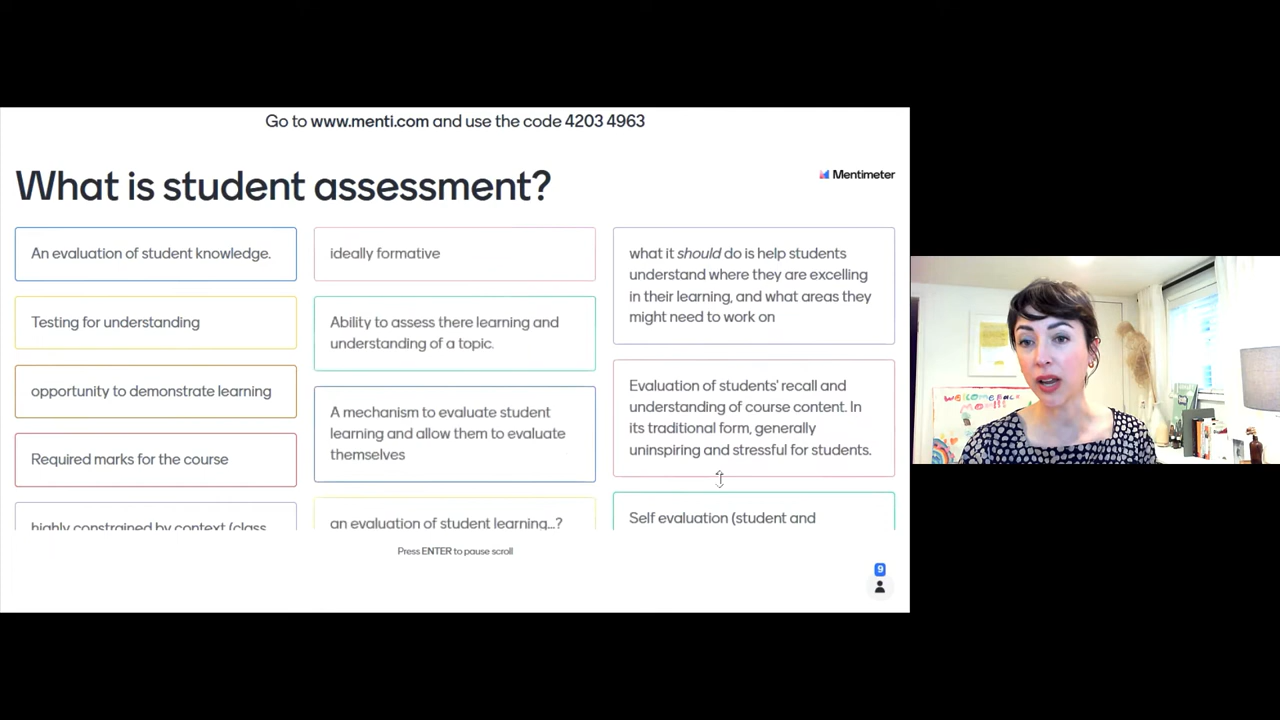 Go to www.menti.com and use the code 4203 4963
What is student assessment?
Mentimeter
An evaluation of student knowledge.
Testing for understanding
opportunity to demonstrate learning
Required marks for the course
highly constrained by context (class
ideally formative
Ability to assess there learning and
understanding of a topic.
A mechanism to evaluate student
learning and allow them to evaluate
themselves
an evaluation of student learning...?
what it should do is help students
understand where they are excelling
in their learning, and what areas they
might need to work on
Evaluation of students' recall and
understanding of course content. In
its traditional form, generally
uninspiring and stressful for students.
Self evaluation (student and
Press ENTER to pause scroll
9
WELCOME BACK